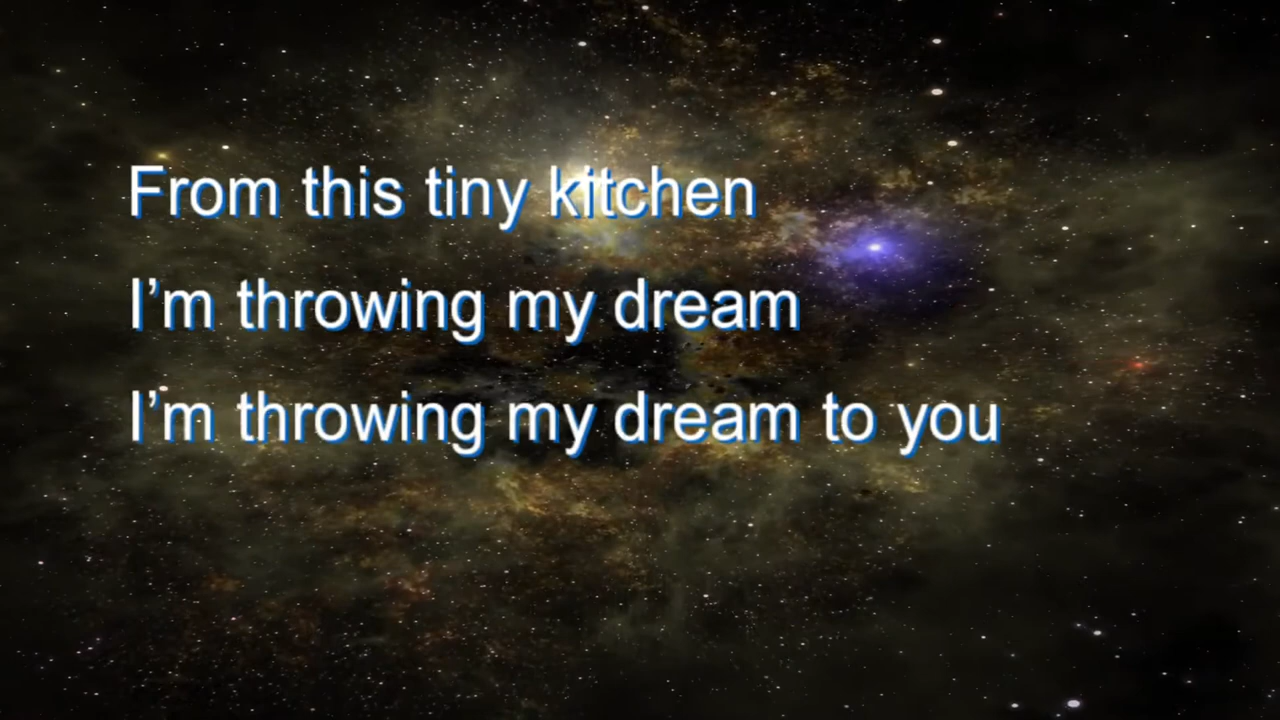 From this tiny kitchen
I’m throwing my dream
I’m throwing my dream to you